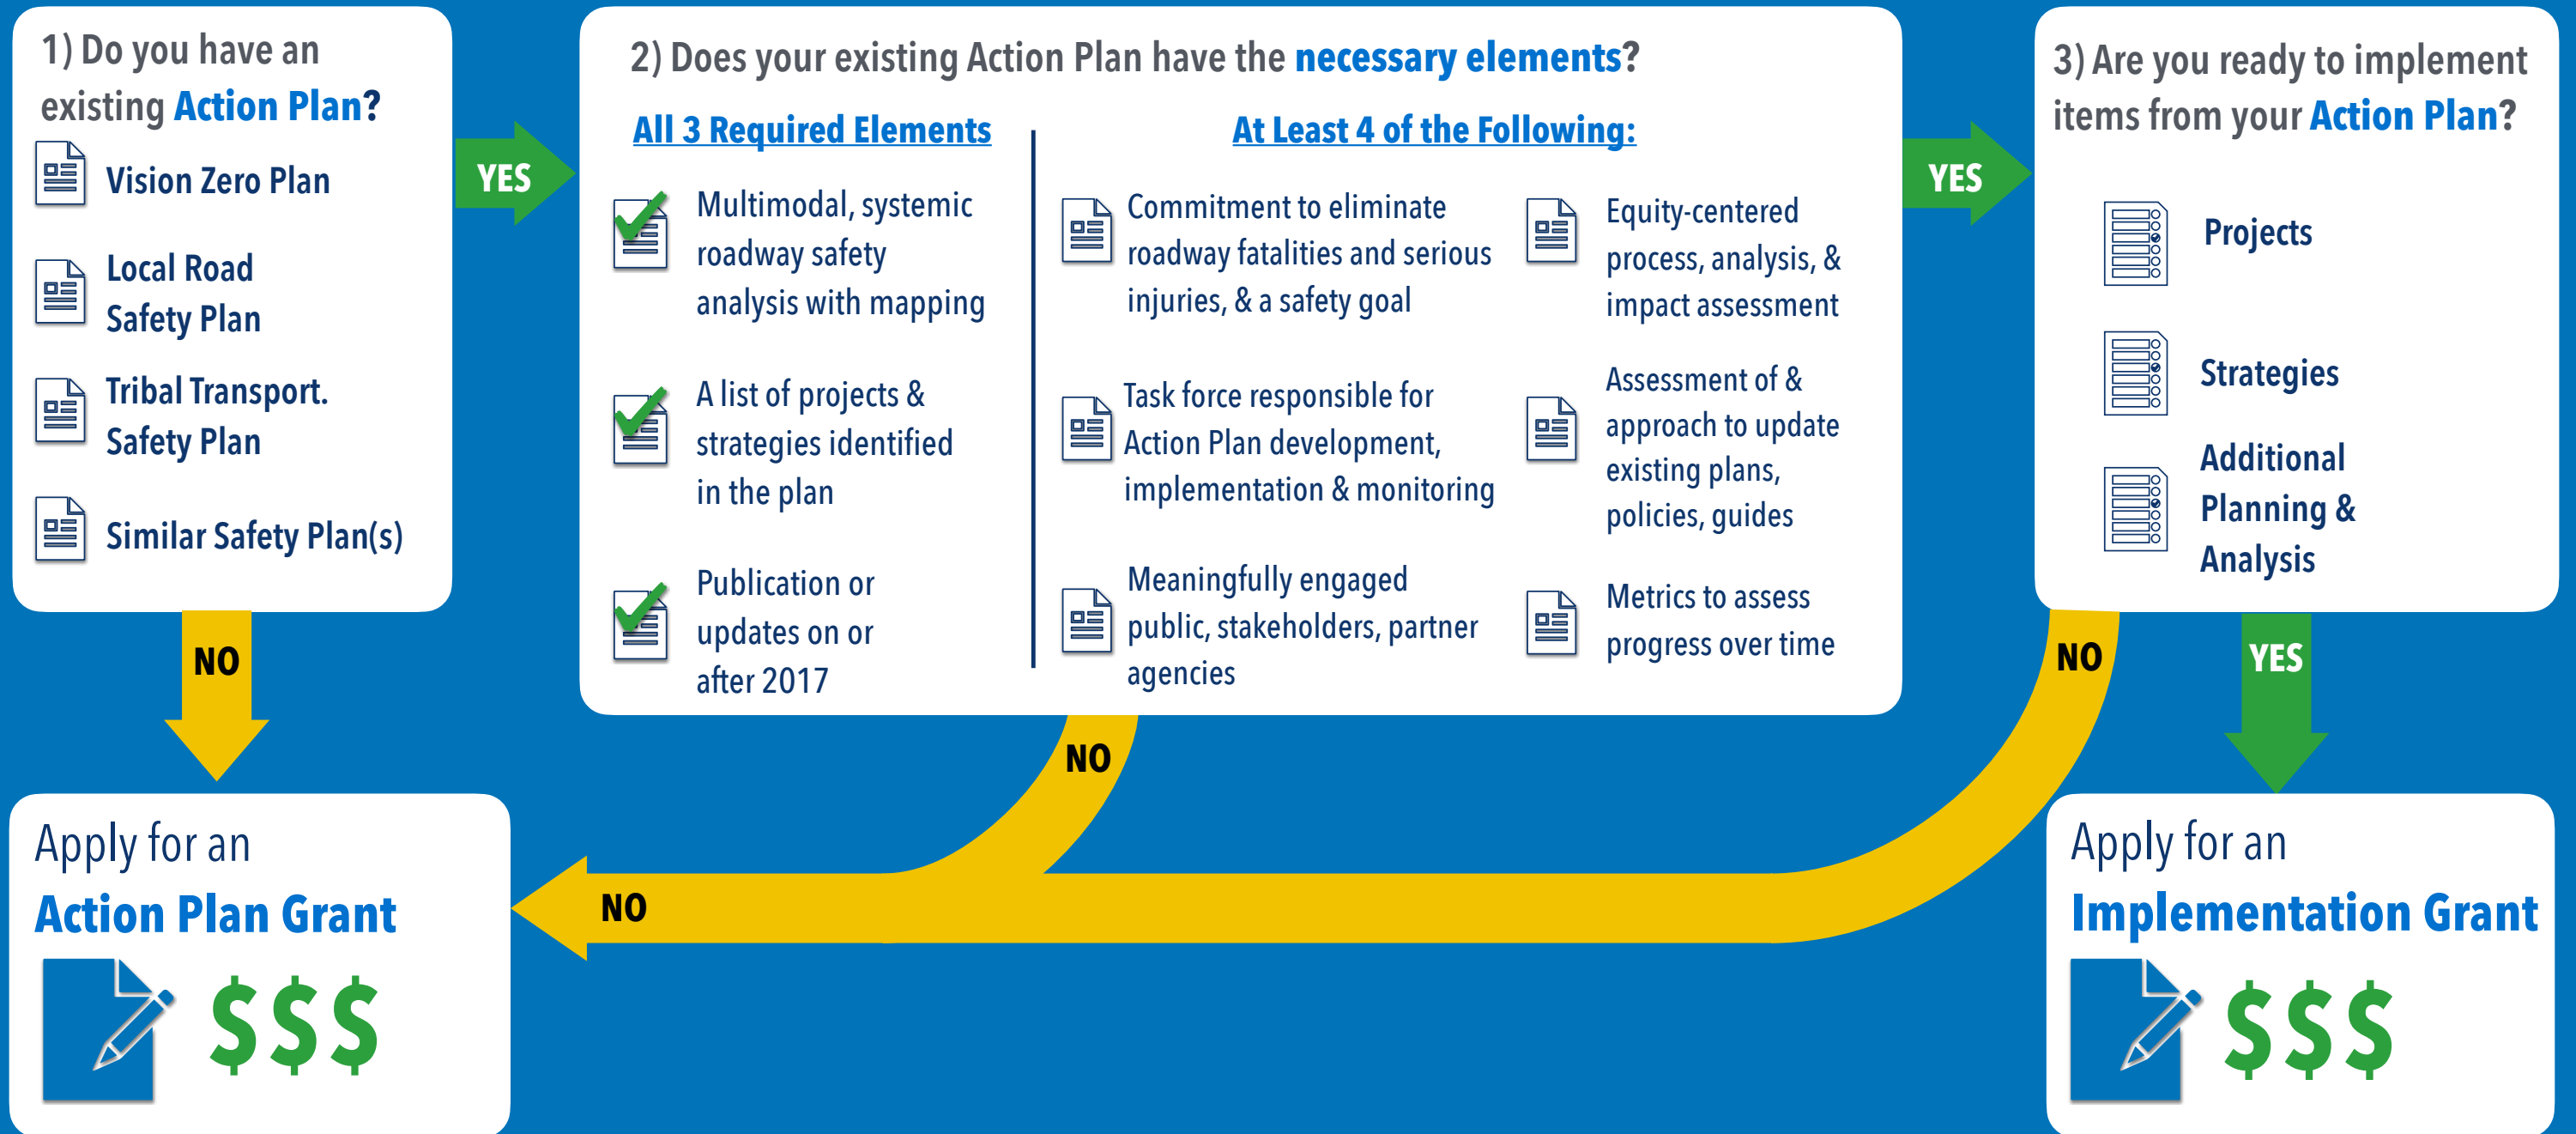 1) Do you have an
existing Action Plan?
Vision Zero Plan
Local Road
Safety Plan
Tribal Transport.
Safety Plan
Similar Safety Plan(s)
YES
NO
2) Does your existing Action Plan have the necessary elements?
All 3 Required Elements
Multimodal, systemic
roadway safety
analysis with mapping
A list of projects &
strategies identified
in the plan
Publication or
updates on or
after 2017
At Least 4 of the Following:
Commitment to eliminate
roadway fatalities and serious
injuries, & a safety goal
Task force responsible for
Action Plan development,
implementation & monitoring
Meaningfully engaged
public, stakeholders, partner
agencies
Equity-centered
process, analysis, &
impact assessment
Assessment of &
approach to update
existing plans,
policies, guides
Metrics to assess
progress over time
YES
NO
3) Are you ready to implement
items from your Action Plan?
Projects
Strategies
Additional
Planning &
Analysis
NO
YES
NO
Apply for an
Action Plan Grant
$$$
Apply for an
Implementation Grant
$$$